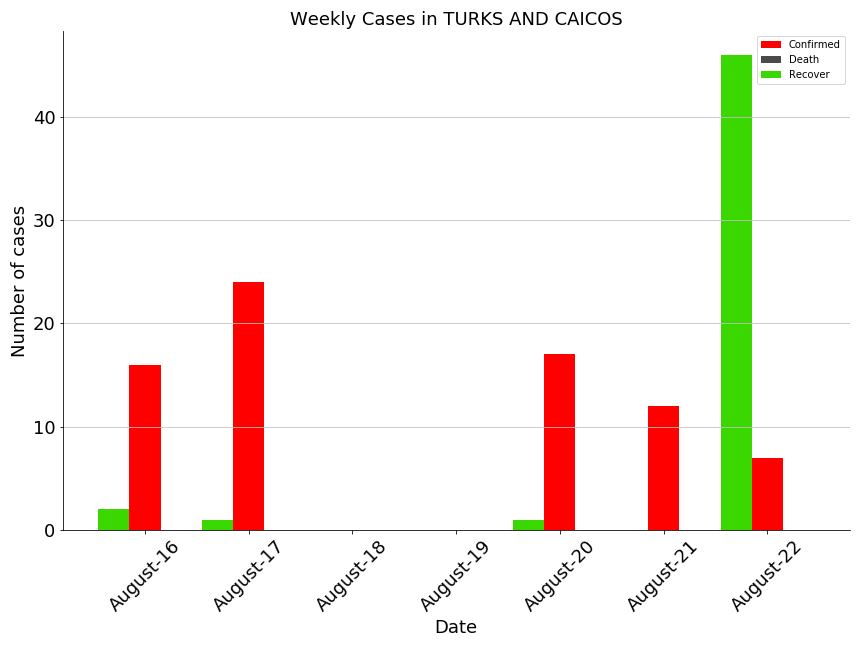 Weekly Cases in TURKS AND CAICOS
Confirmed
Death
Recover
Number of cases
40
30
20
10
0
August-16
August-17
August-18
August-19
August-20
August-21
August-22
Date